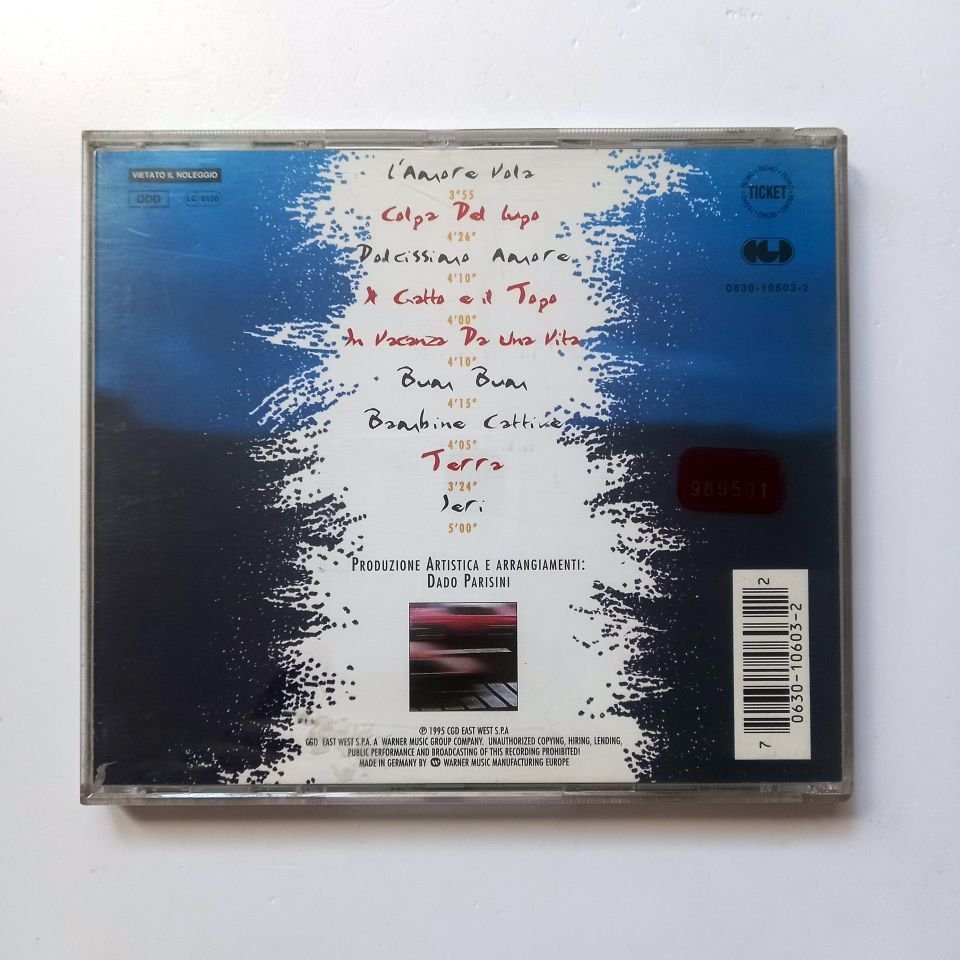 VIETATO IL NOLEGGIO
DDD
LC 0150
TICKET
CGD
0630-10603-2
L'Amore Vola
3"55
Colpa Del Lupo
4'26"
Dolcissimo Amore
4'10"
Il Gatto e il Topo
4'00"
In Vacanza Da Una Vita
4'10"
Bum Bum
4'15"
Bambine Cattive
4'05"
Terra
3'24"
Ieri
5'00"
989501
PRODUZIONE ARTISTICA E ARRANGIAMENTI:
DADO PARISINI
℗ 1995 CGD EAST WEST S.P.A
CGD EAST WEST S.P.A. A WARNER MUSIC GROUP COMPANY. UNAUTHORIZED COPYING, HIRING, LENDING,
PUBLIC PERFORMANCE AND BROADCASTING OF THIS RECORDING PROHIBITED!
MADE IN GERMANY BY WARNER MUSIC MANUFACTURING EUROPE
7 0630-10603-2 2